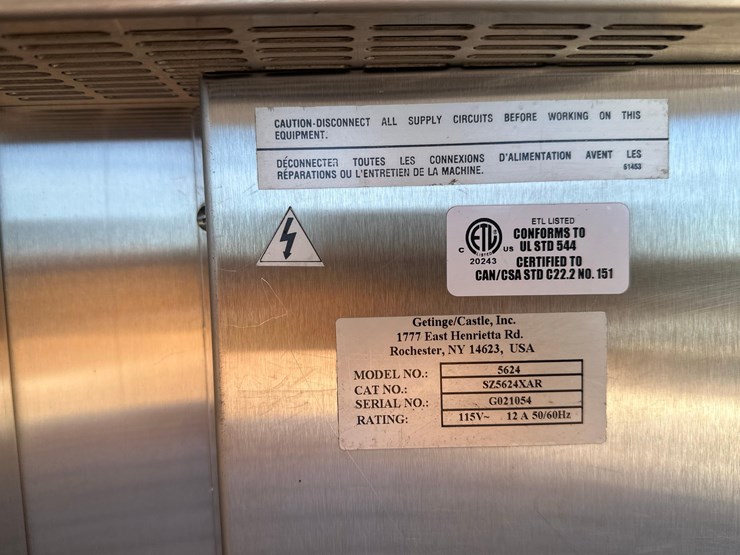 CAUTION-DISCONNECT ALL SUPPLY CIRCUITS BEFORE WORKING ON THIS
EQUIPMENT.
DÉCONNECTER TOUTES LES CONNEXIONS D'ALIMENTATION AVENT LES
RÉPARATIONS OU L'ENTRETIEN DE LA MACHINE.
61453
ETL LISTED
CONFORMS TO
UL STD 544
CERTIFIED TO
CAN/CSA STD C22.2 NO. 151
C ETL US
LISTED
20243
Getinge/Castle, Inc.
1777 East Henrietta Rd.
Rochester, NY 14623, USA
MODEL NO.: 5624
CAT NO.: SZ5624XAR
SERIAL NO.: G021054
RATING: 115V~ 12 A 50/60Hz